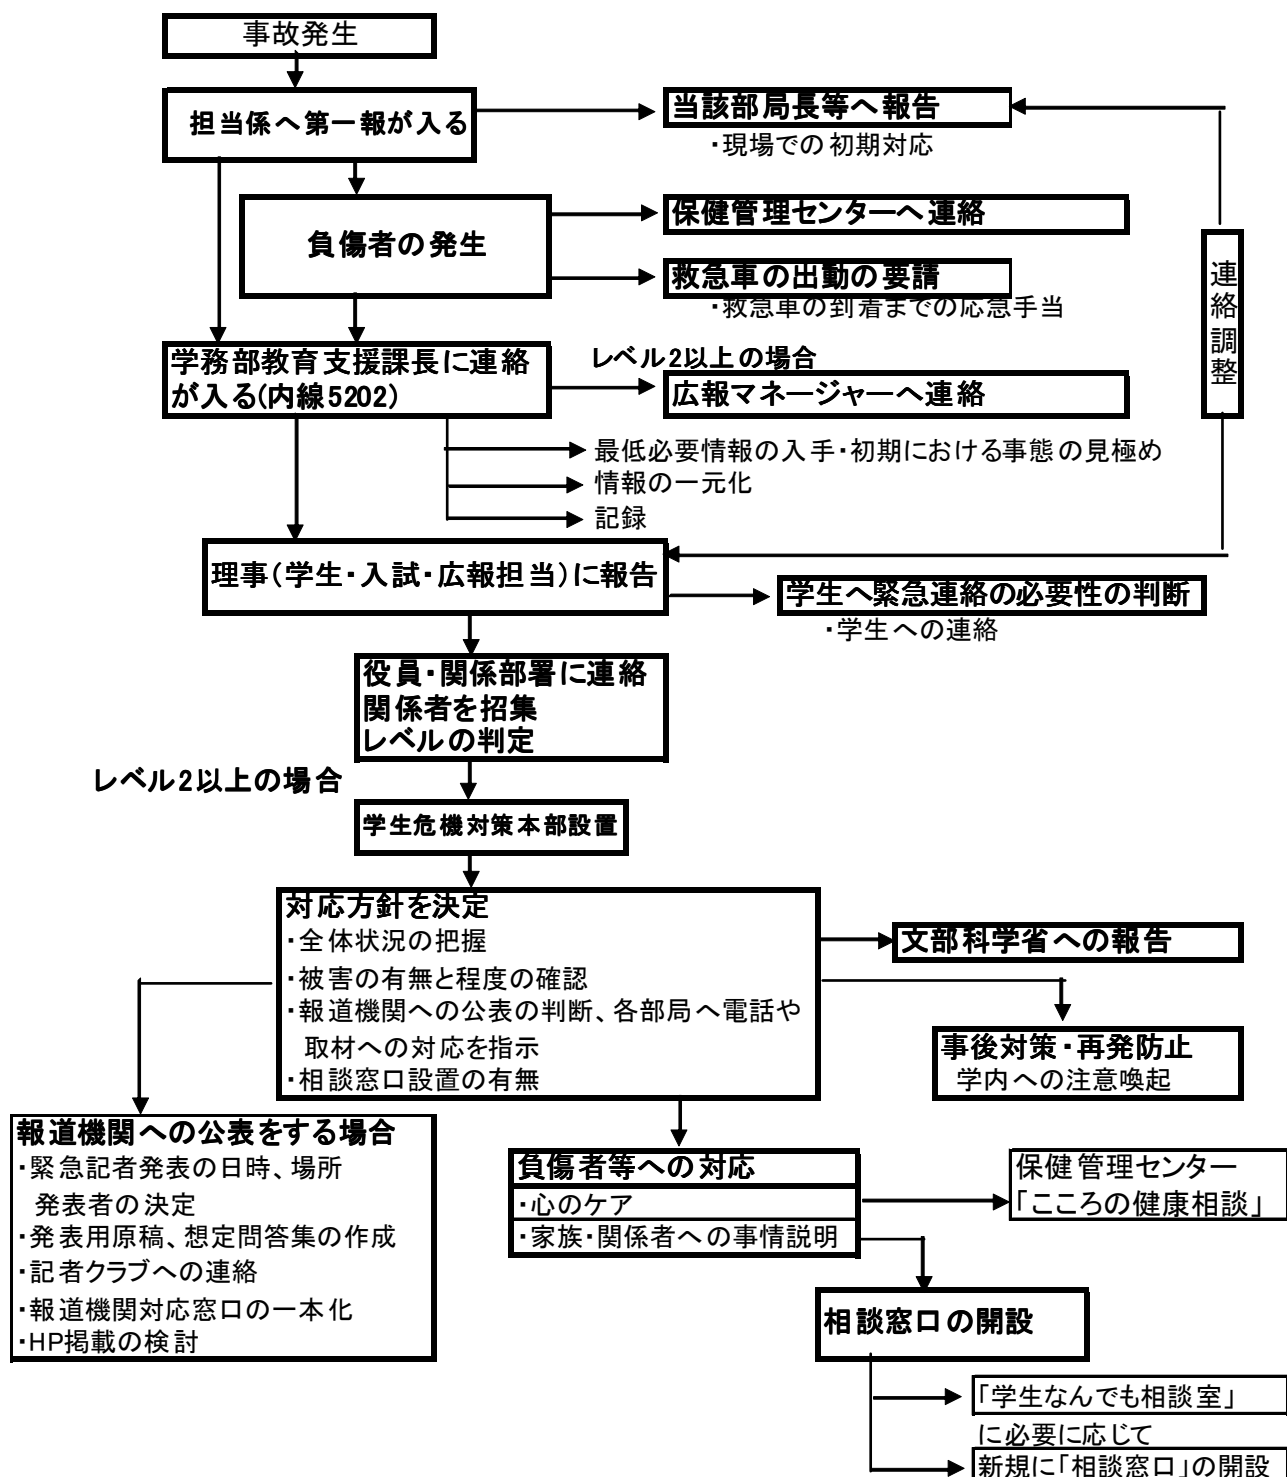 事故発生
担当係へ第一報が入る
当該部局長等へ報告
・現場での初期対応
負傷者の発生
保健管理センターへ連絡
救急車の出動の要請
・救急車の到着までの応急手当
連絡調整
学務部教育支援課長に連絡
が入る(内線5202)
レベル2以上の場合
広報マネージャーへ連絡
最低必要情報の入手・初期における事態の見極め
情報の一元化
記録
理事(学生・入試・広報担当)に報告
学生へ緊急連絡の必要性の判断
・学生への連絡
役員・関係部署に連絡
関係者を招集
レベルの判定
レベル2以上の場合
学生危機対策本部設置
対応方針を決定
・全体状況の把握
・被害の有無と程度の確認
・報道機関への公表の判断、各部局へ電話や
取材への対応を指示
・相談窓口設置の有無
文部科学省への報告
事後対策・再発防止
学内への注意喚起
報道機関への公表をする場合
・緊急記者発表の日時、場所
発表者の決定
・発表用原稿、想定問答集の作成
・記者クラブへの連絡
・報道機関対応窓口の一本化
・HP掲載の検討
負傷者等への対応
・心のケア
・家族・関係者への事情説明
保健管理センター
「こころの健康相談」
相談窓口の開設
「学生なんでも相談室」
に必要に応じて
新規に「相談窓口」の開設